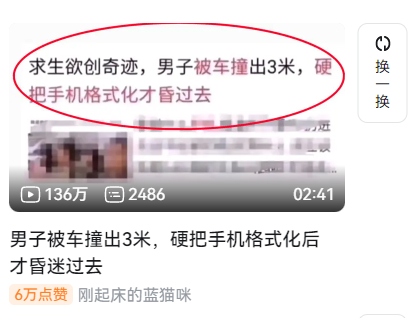 求生欲创奇迹，男子被车撞出3米，硬
把手机格式化才昏过去
136万
2486
02:41
换
一
换
男子被车撞出3米，硬把手机格式化后
才昏迷过去
6万点赞
刚起床的蓝猫咪